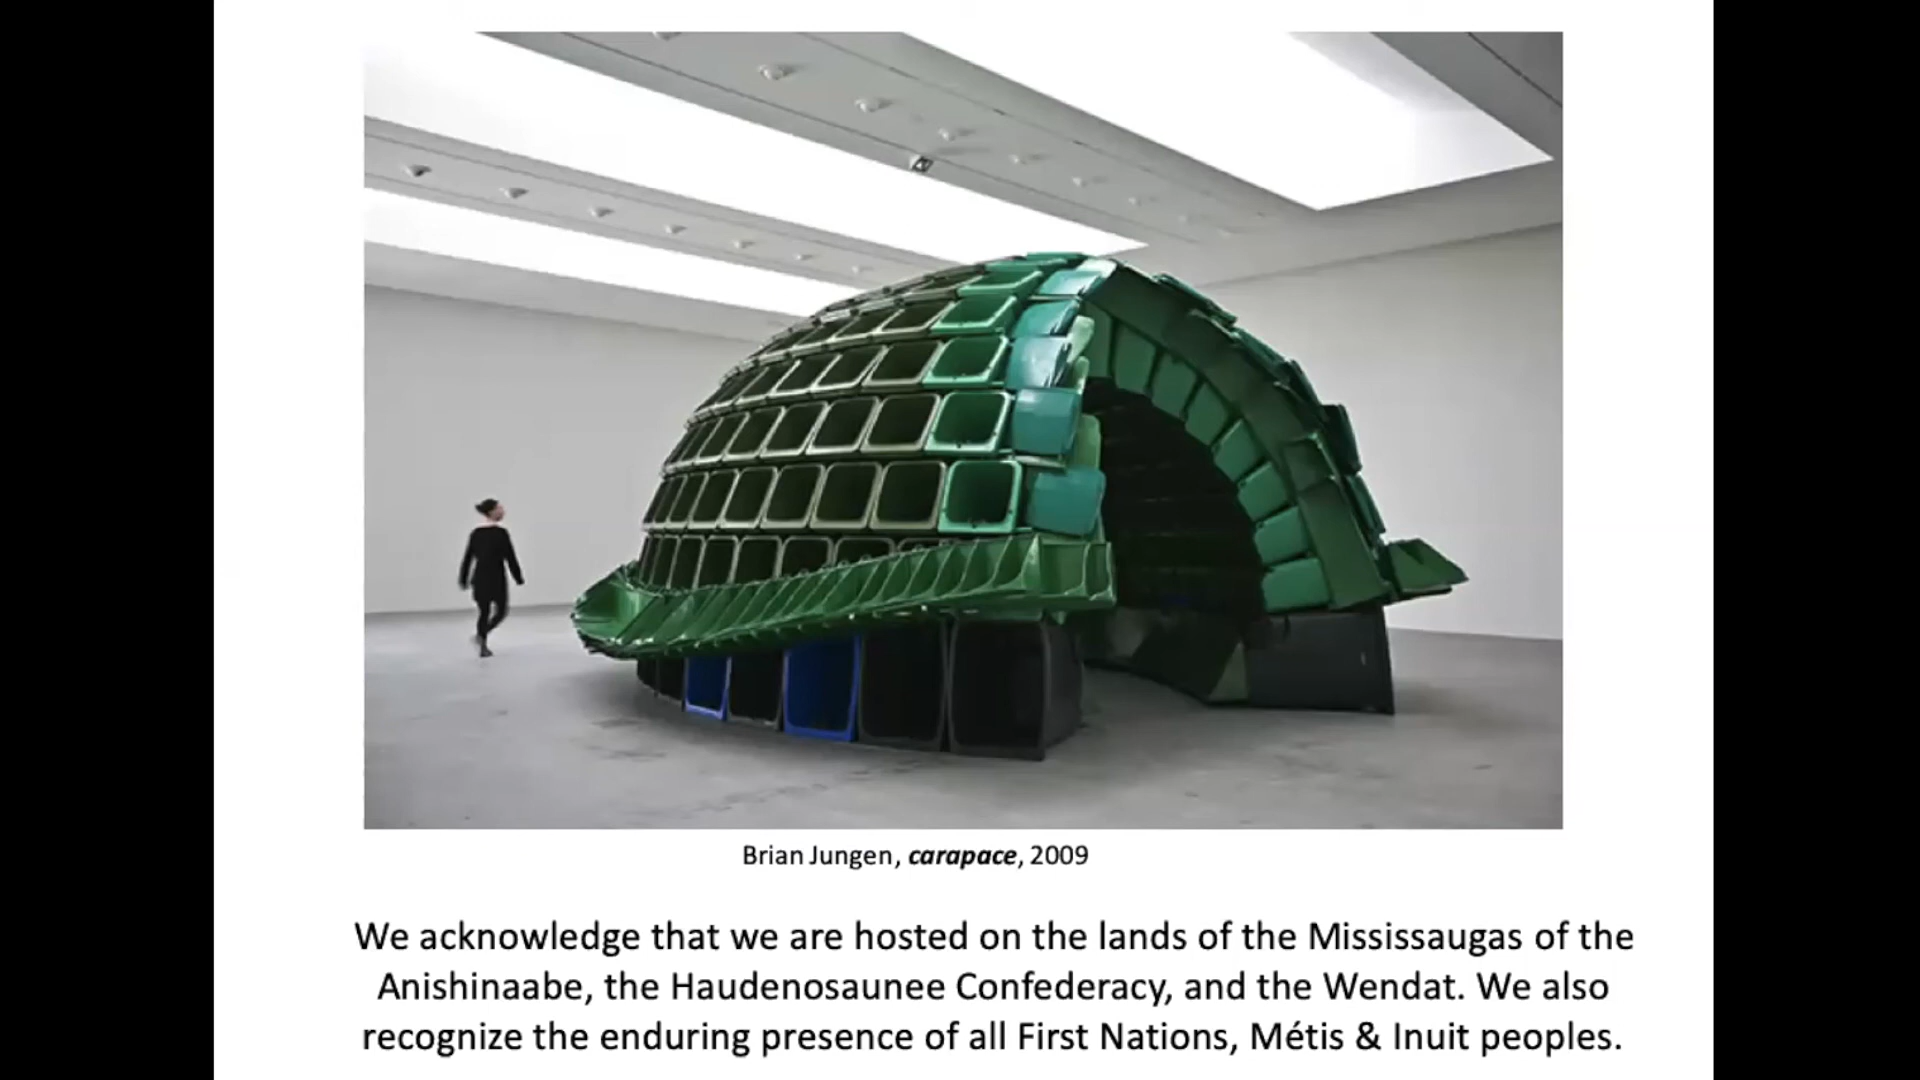 Brian Jungen, carapace, 2009
We acknowledge that we are hosted on the lands of the Mississaugas of the
Anishinaabe, the Haudenosaunee Confederacy, and the Wendat. We also
recognize the enduring presence of all First Nations, Métis & Inuit peoples.